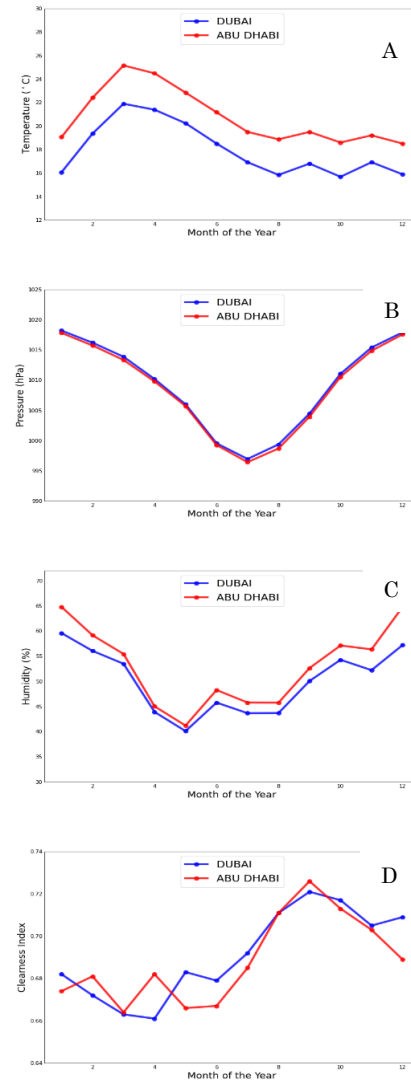 30
28
26
24
22
20
18
16
14
12
Temperature (°C)
DUBAI
ABU DHABI
A
2 4 6 8 10 12
Month of the Year
1025
1020
1015
1010
1005
1000
995
990
Pressure (hPa)
DUBAI
ABU DHABI
B
2 4 6 8 10 12
Month of the Year
70
65
60
55
50
45
40
35
30
Humidity (%)
DUBAI
ABU DHABI
C
2 4 6 8 10 12
Month of the Year
0.74
0.72
0.70
0.68
0.66
0.64
Clearness Index
DUBAI
ABU DHABI
D
2 4 6 8 10 12
Month of the Year